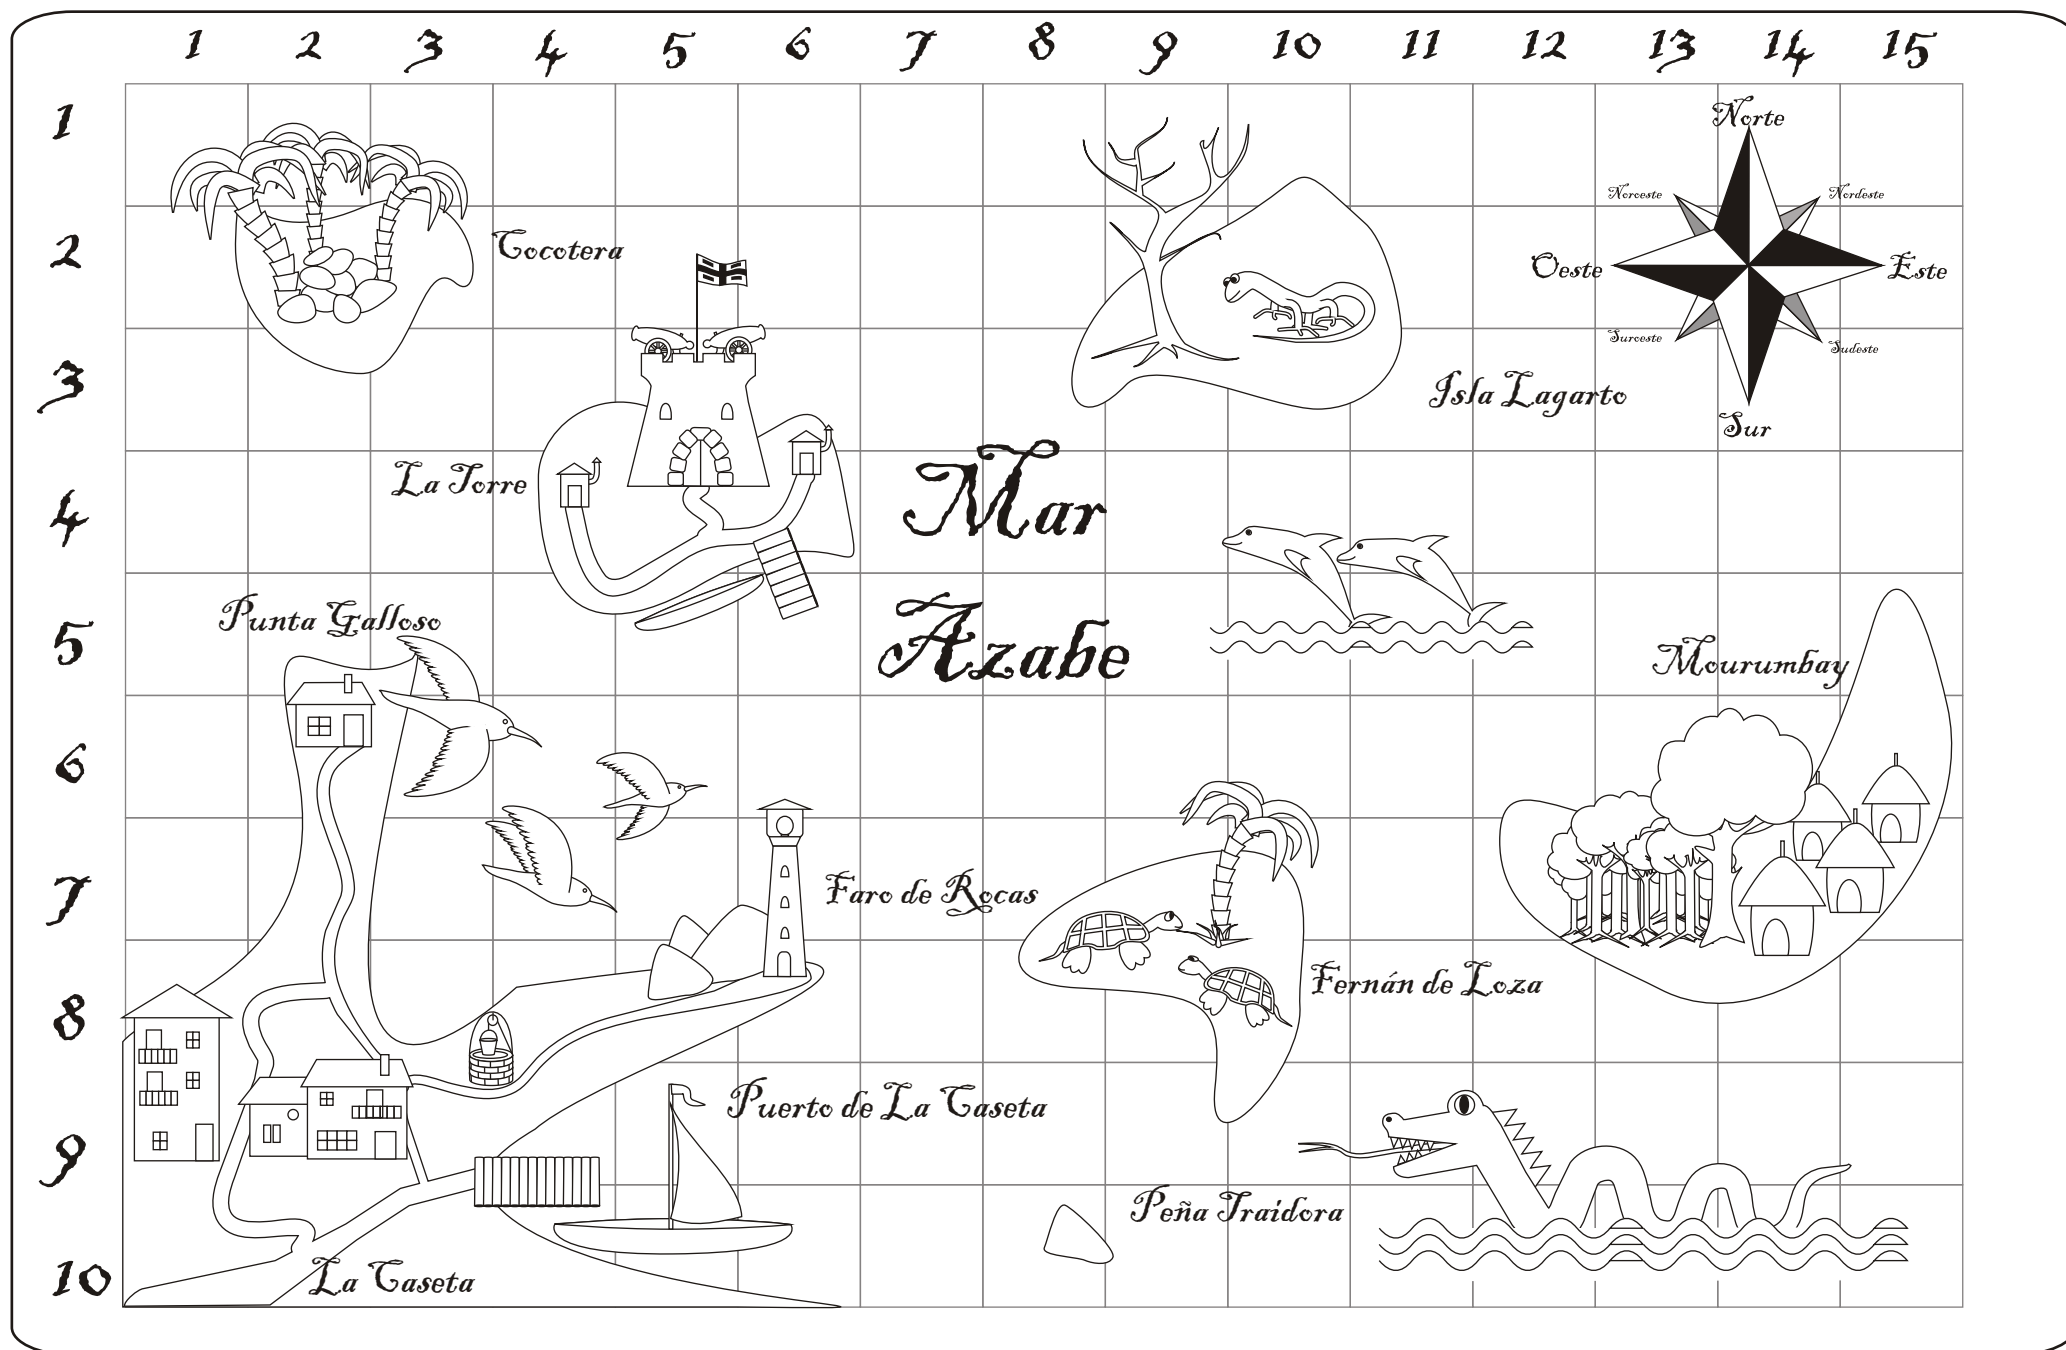 1 2 3 4 5 6 7 8 9 10 11 12 13 14 15
1
2
3
4
5
6
7
8
9
10
Norte
Noroeste
Nordeste
Oeste
Este
Suroeste
Sudeste
Sur
Cocotera
Isla Lagarto
La Torre
Mar
Azabe
Punta Galloso
Mourumbay
Faro de Rocas
Fernán de Loza
Puerto de La Caseta
Peña Traidora
La Caseta